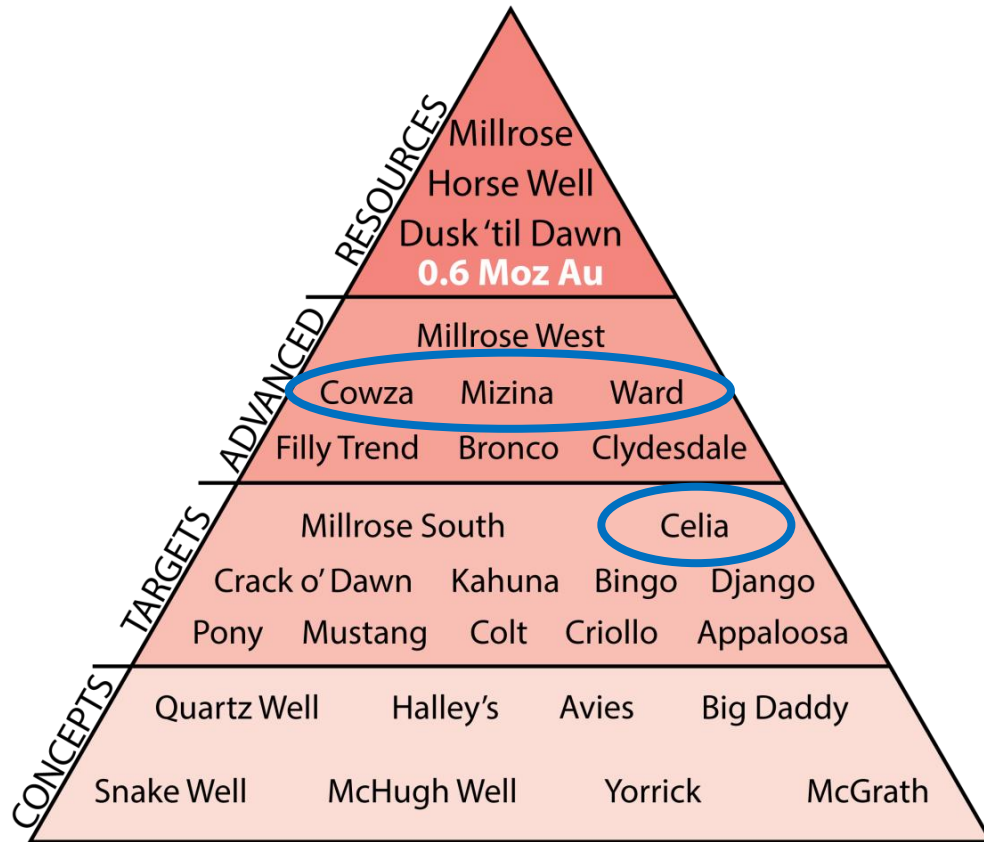 RESOURCES
Millrose
Horse Well
Dusk ‘til Dawn
0.6 Moz Au
ADVANCED
Millrose West
Cowza Mizina Ward
Filly Trend Bronco Clydesdale
TARGETS
Millrose South Celia
Crack o’ Dawn Kahuna Bingo Django
Pony Mustang Colt Criollo Appaloosa
CONCEPTS
Quartz Well Halley’s Avies Big Daddy
Snake Well McHugh Well Yorrick McGrath